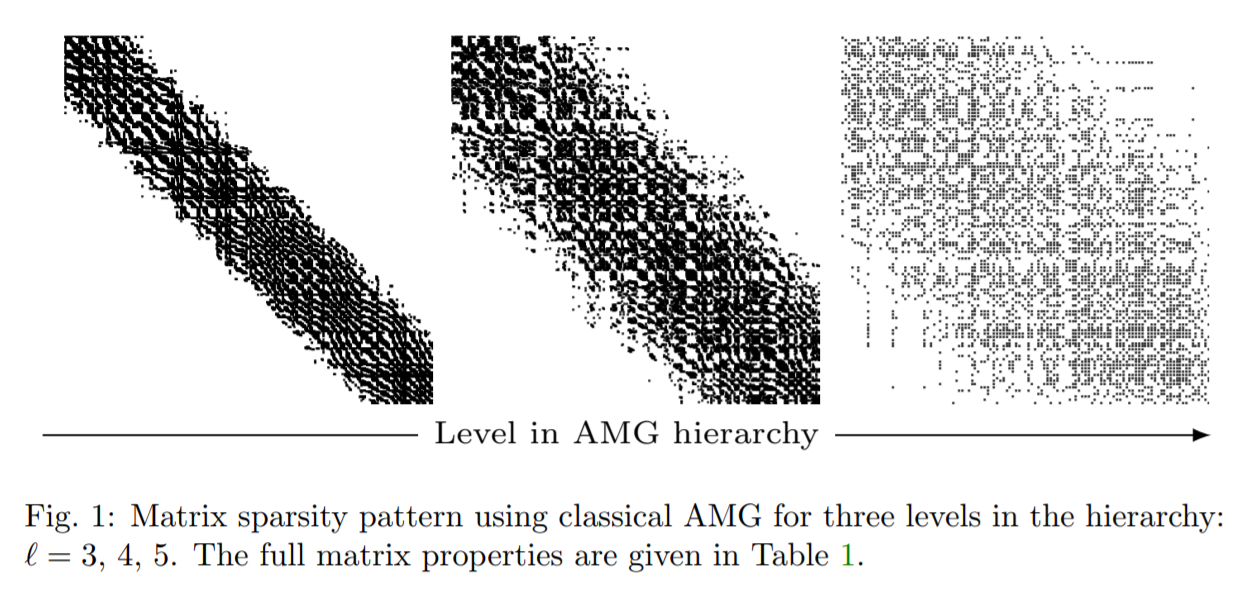 Level in AMG hierarchy
Fig. 1: Matrix sparsity pattern using classical AMG for three levels in the hierarchy:
ℓ = 3, 4, 5. The full matrix properties are given in Table 1.